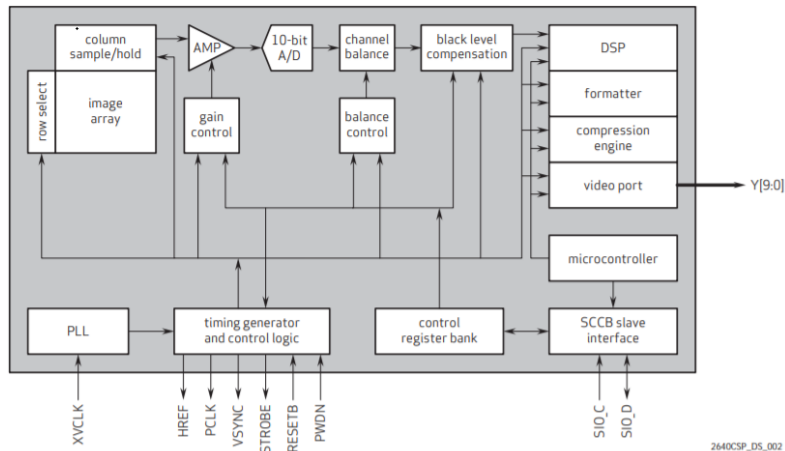 column
sample/hold
AMP
10-bit
A/D
channel
balance
black level
compensation
DSP
row select
image
array
gain
control
balance
control
formatter
compression
engine
video port
Y[9:0]
microcontroller
PLL
timing generator
and control logic
control
register bank
SCCB slave
interface
XVCLK
HREF
PCLK
VSYNC
STROBE
RESETB
PWDN
SIO_C
SIO_D
2640CSP_DS_002